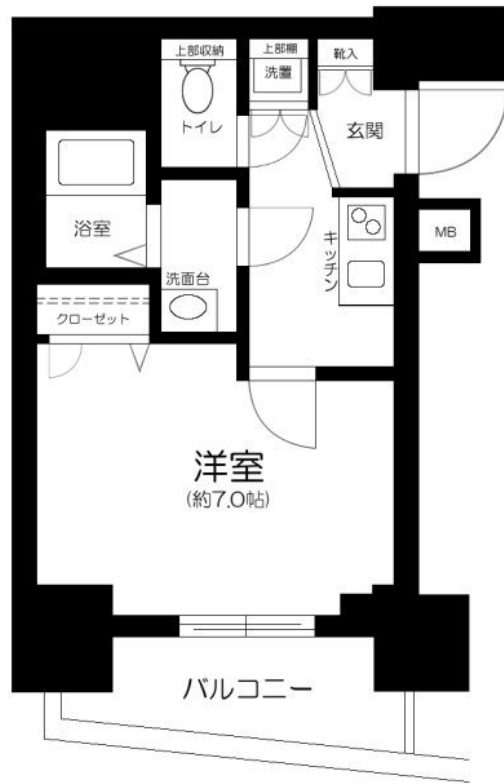 上部収納
上部棚
靴入
洗置
トイレ
玄関
浴室
キッチン
MB
洗面台
クローゼット
洋室
(約7.0帖)
バルコニー